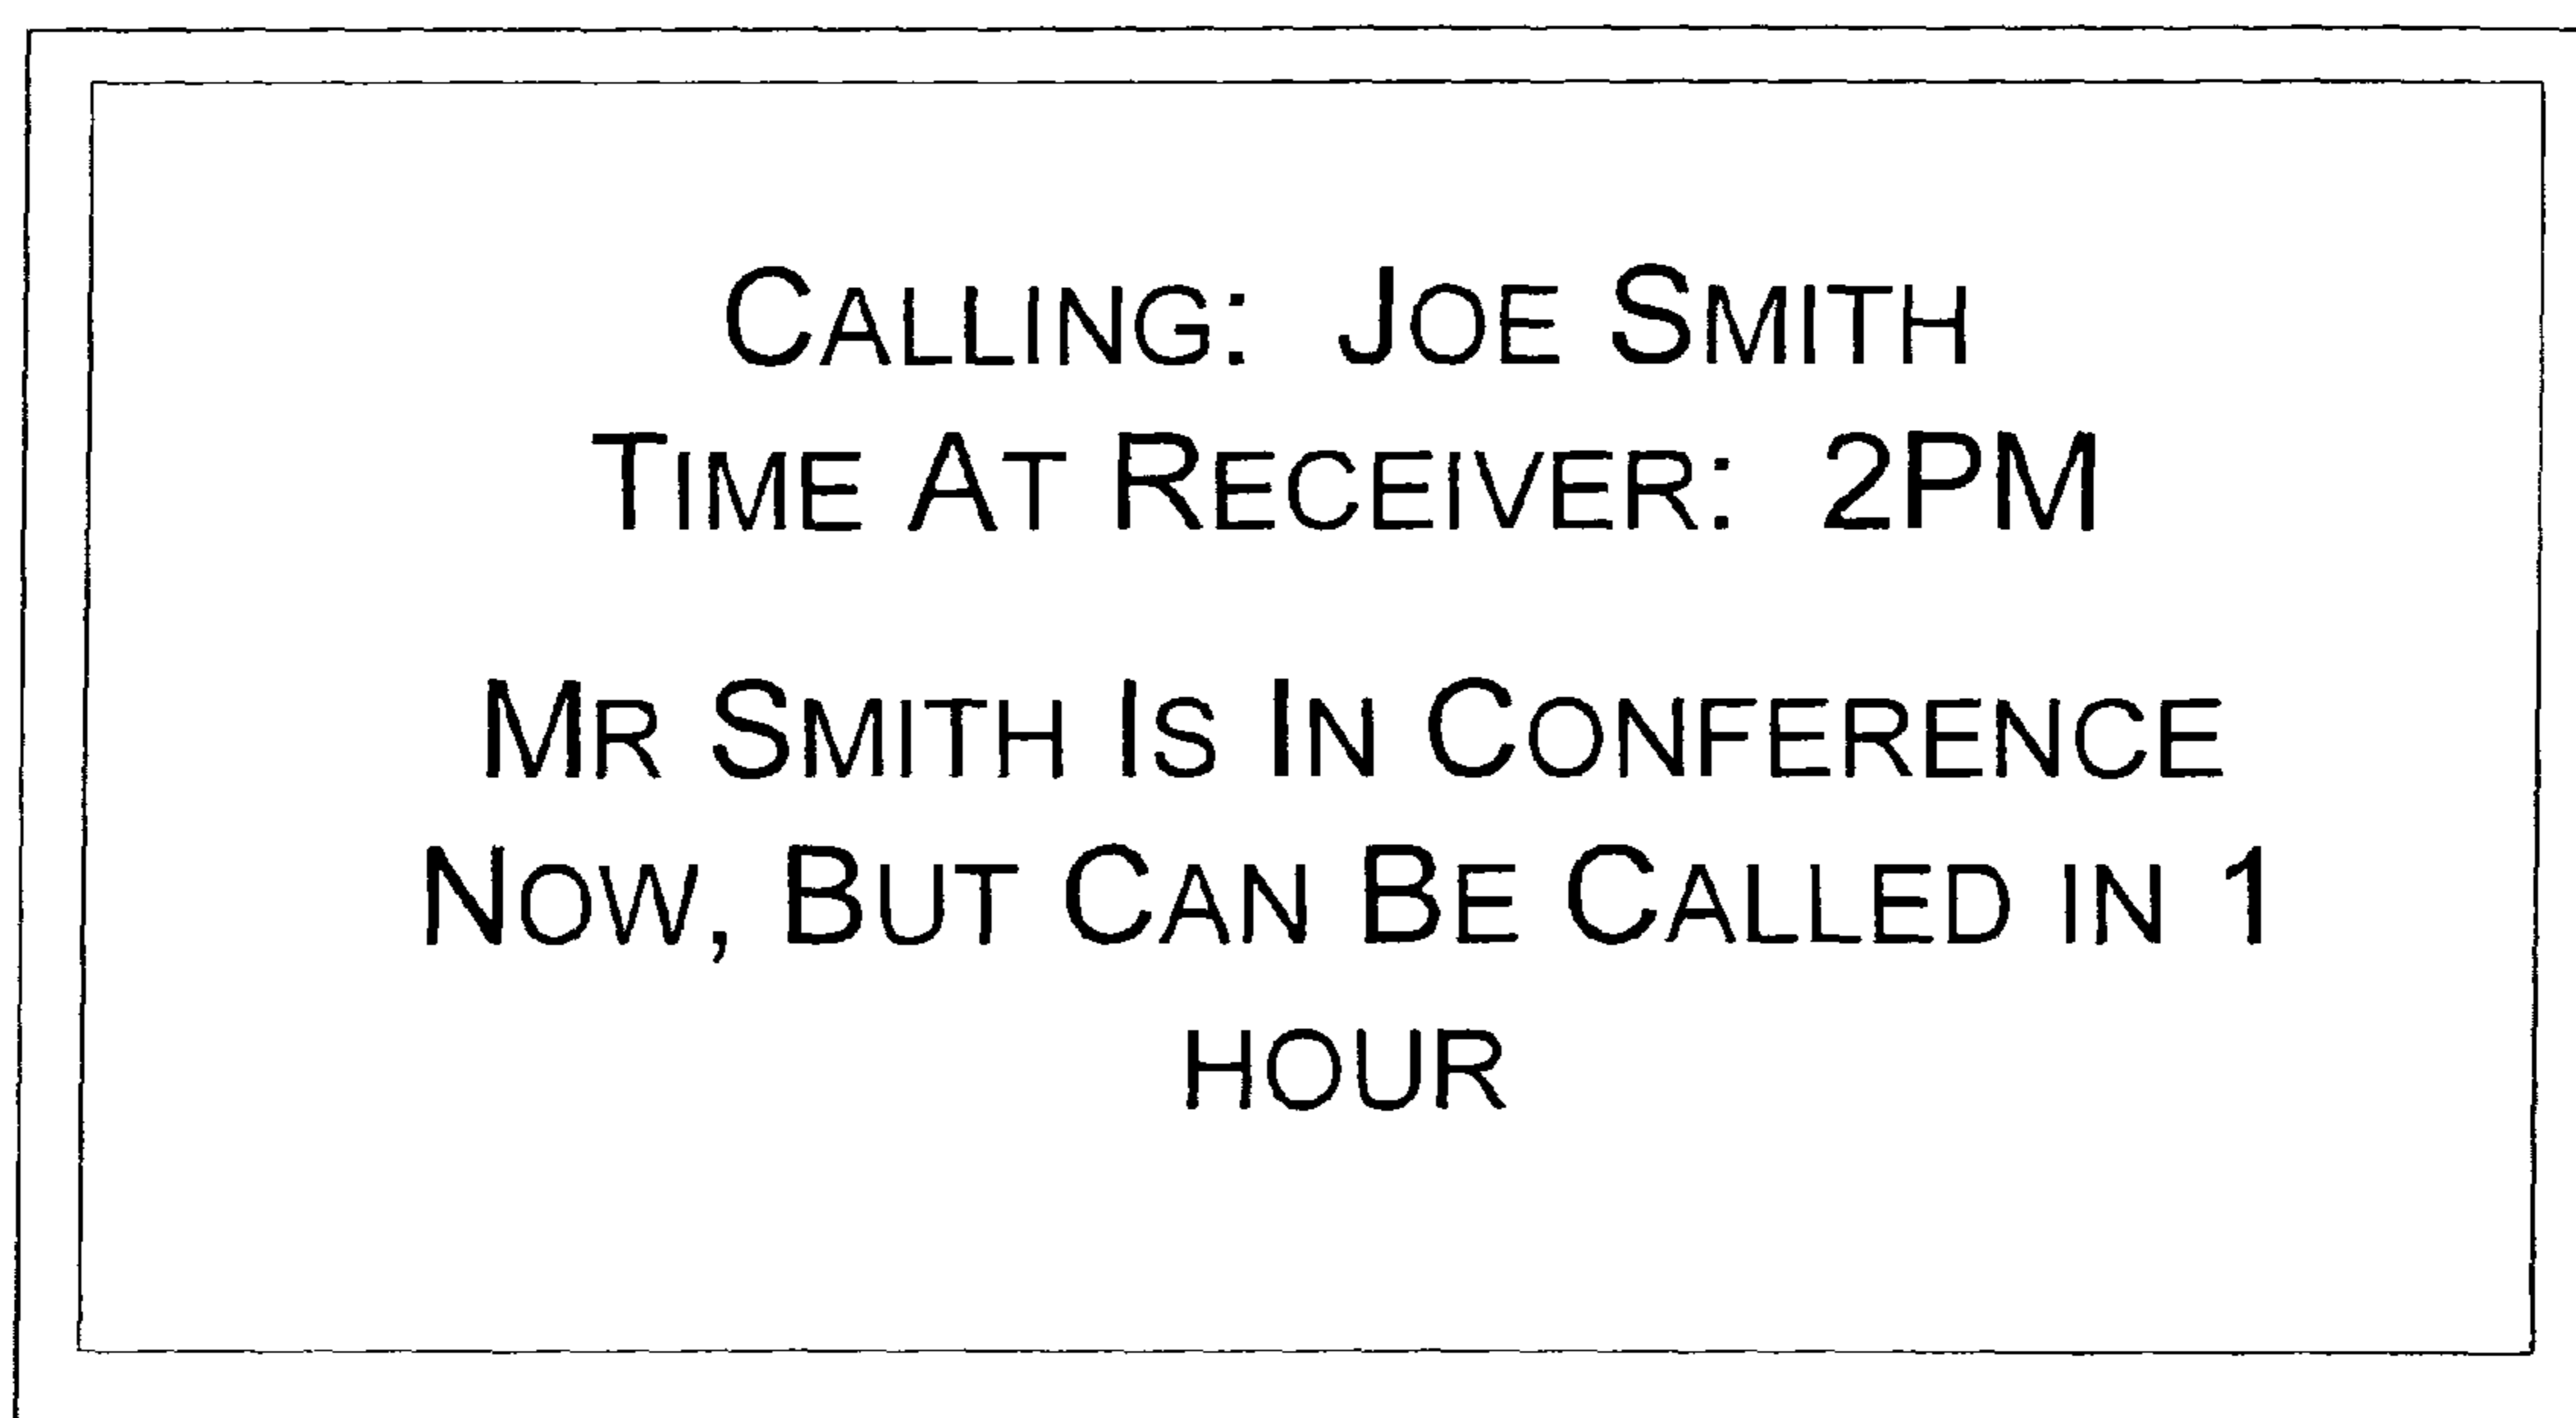 Calling: Joe Smith
Time At Receiver: 2PM
Mr Smith Is In Conference
Now, But Can Be Called in 1
hour